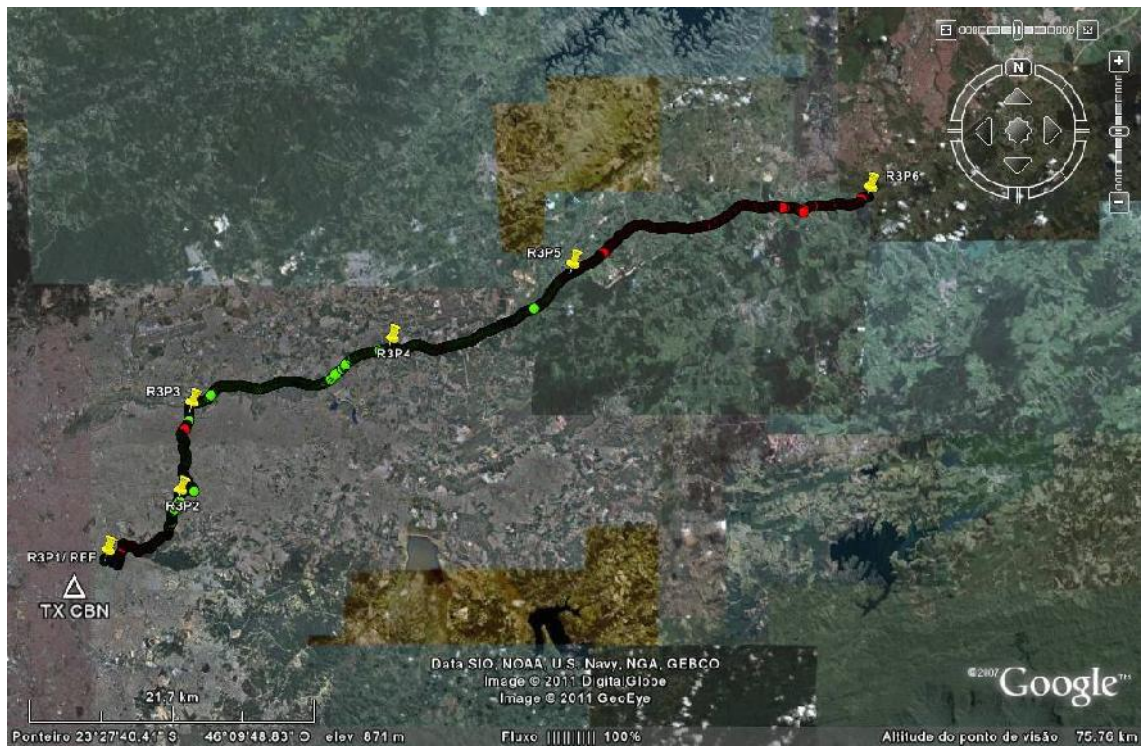 N
R3P6
R3P5
R3P4
R3P3
R3P2
R3P1/ REF
TX CBN
Data SIO, NOAA, U.S. Navy, NGA, GEBCO
Image © 2011 DigitalGlobe
Image © 2011 GeoEye
©2007 Google™
21.7 km
Ponteiro 23°27'40.41" S 46°09'48.83" O elev 871 m Fluxo 100% Altitude do ponto de visão 75.76 km